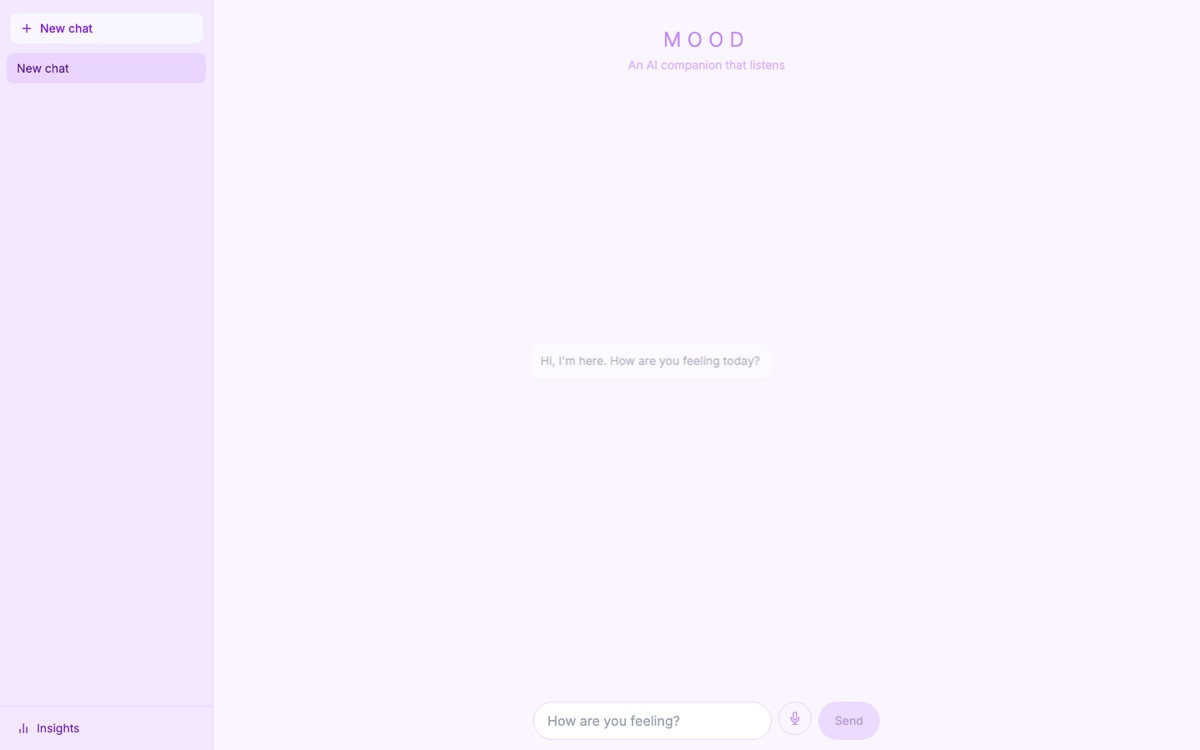 New chat
New chat
Insights
MOOD
An AI companion that listens
Hi, I'm here. How are you feeling today?
How are you feeling?
Send